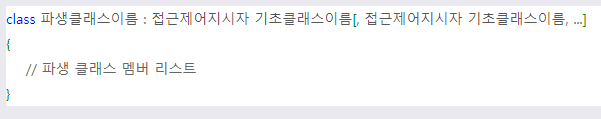 class 파생클래스이름 : 접근제어지시자 기초클래스이름[, 접근제어지시자 기초클래스이름, ...]
{
// 파생 클래스 멤버 리스트
}